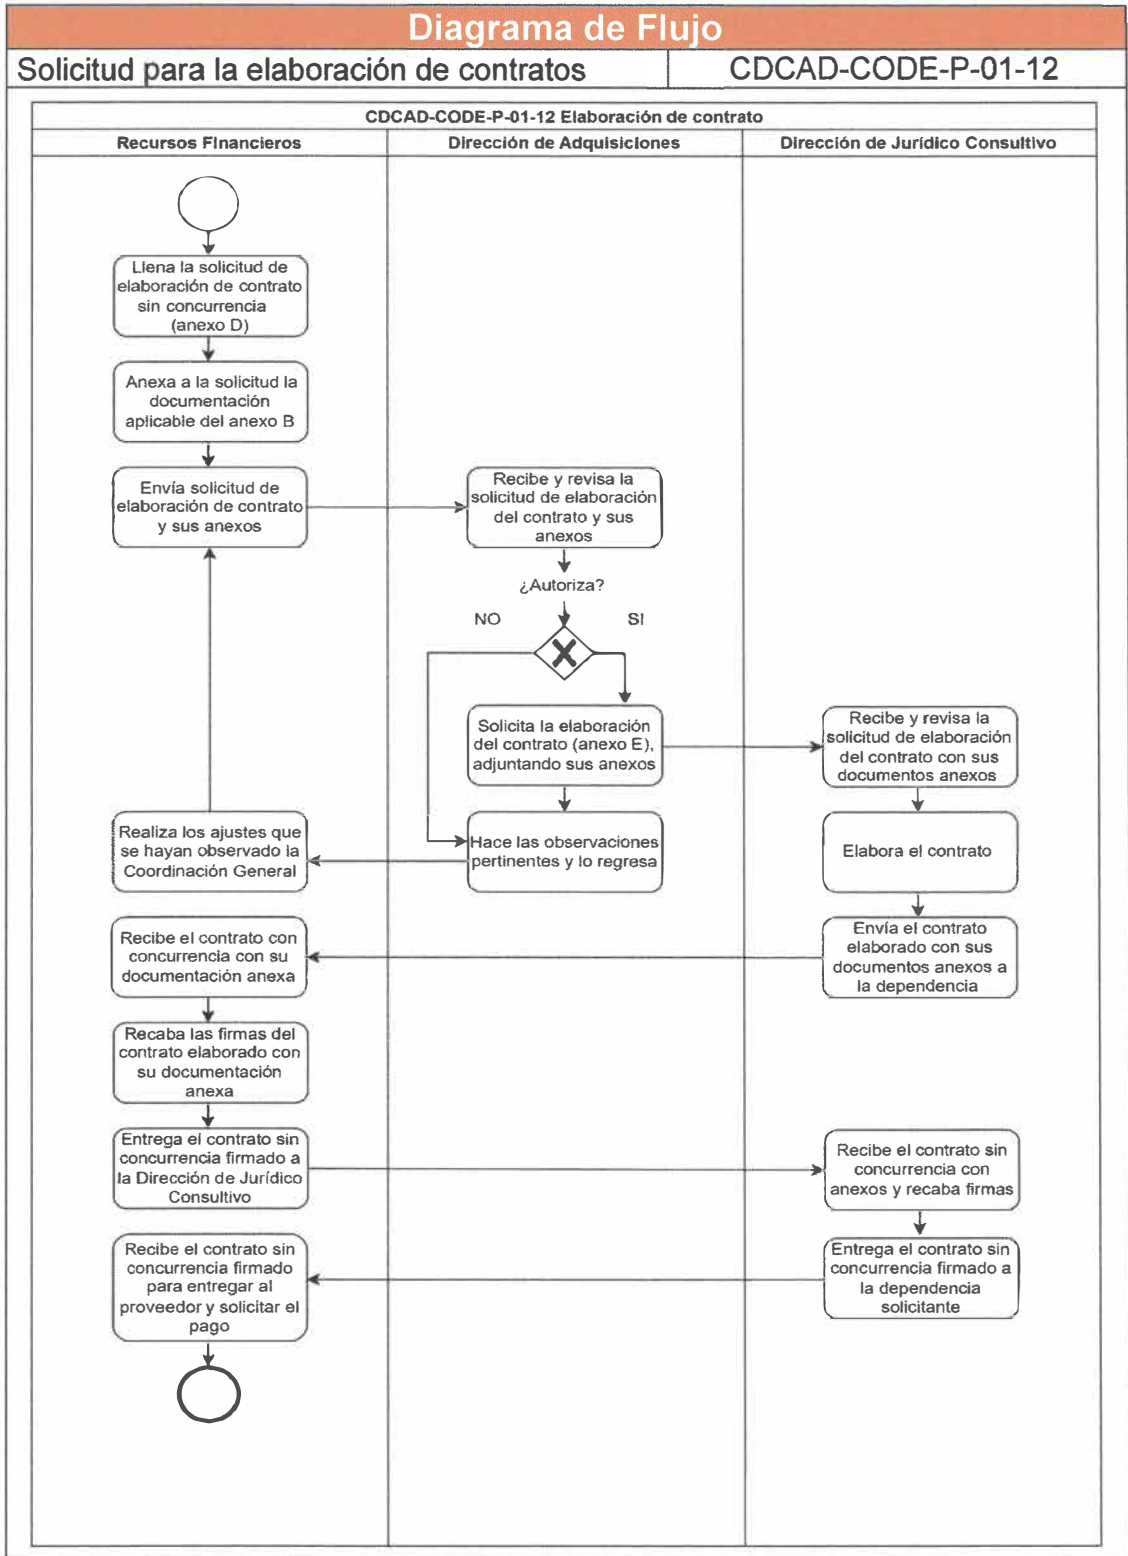 Diagrama de Flujo
Solicitud para la elaboración de contratos
CDCAD-CODE-P-01-12
CDCAD-CODE-P-01-12 Elaboración de contrato
Recursos Financieros
Dirección de Adquisiciones
Dirección de Jurídico Consultivo
Llena la solicitud de
elaboración de contrato
sin concurrencia
(anexo D)
Anexa a la solicitud la
documentación
aplicable del anexo B
Envía solicitud de
elaboración de contrato
y sus anexos
Recibe y revisa la
solicitud de elaboración
del contrato y sus
anexos
¿Autoriza?
NO
SI
Solicita la elaboración
del contrato (anexo E),
adjuntando sus anexos
Recibe y revisa la
solicitud de elaboración
del contrato con sus
documentos anexos
Realiza los ajustes que
se hayan observado la
Coordinación General
Hace las observaciones
pertinentes y lo regresa
Elabora el contrato
Recibe el contrato con
concurrencia con su
documentación anexa
Envía el contrato
elaborado con sus
documentos anexos a
la dependencia
Recaba las firmas del
contrato elaborado con
su documentación
anexa
Entrega el contrato sin
concurrencia firmado a
la Dirección de Jurídico
Consultivo
Recibe el contrato sin
concurrencia con
anexos y recaba firmas
Recibe el contrato sin
concurrencia firmado
para entregar al
proveedor y solicitar el
pago
Entrega el contrato sin
concurrencia firmado a
la dependencia
solicitante